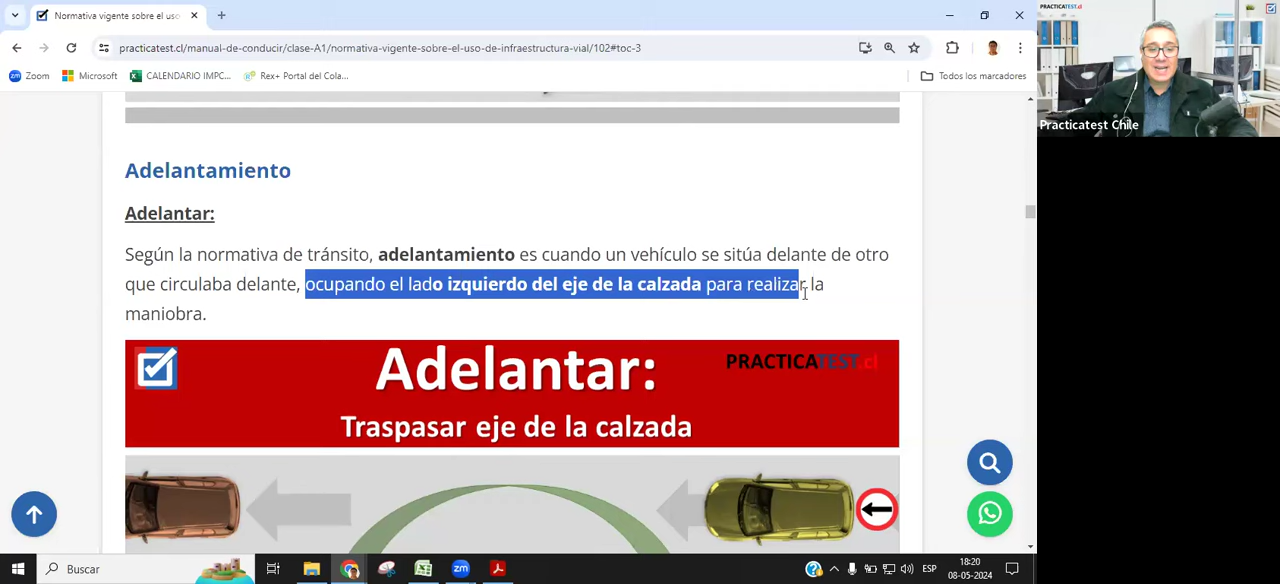 Normativa vigente sobre el uso
practicatest.cl/manual-de-conducir/clase-A1/normativa-vigente-sobre-el-uso-de-infraestructura-vial/102#toc-3
Zoom
Microsoft
CALENDARIO IMPC...
Rex+ Portal del Cola...
Todos los marcadores
PRACTICATEST.cl
Practicatest Chile
Adelantamiento
Adelantar:
Según la normativa de tránsito, adelantamiento es cuando un vehículo se sitúa delante de otro
que circulaba delante, ocupando el lado izquierdo del eje de la calzada para realizar la
maniobra.
Adelantar:
PRACTICATEST.cl
Traspasar eje de la calzada
Buscar
ESP
18:20
08-05-2024